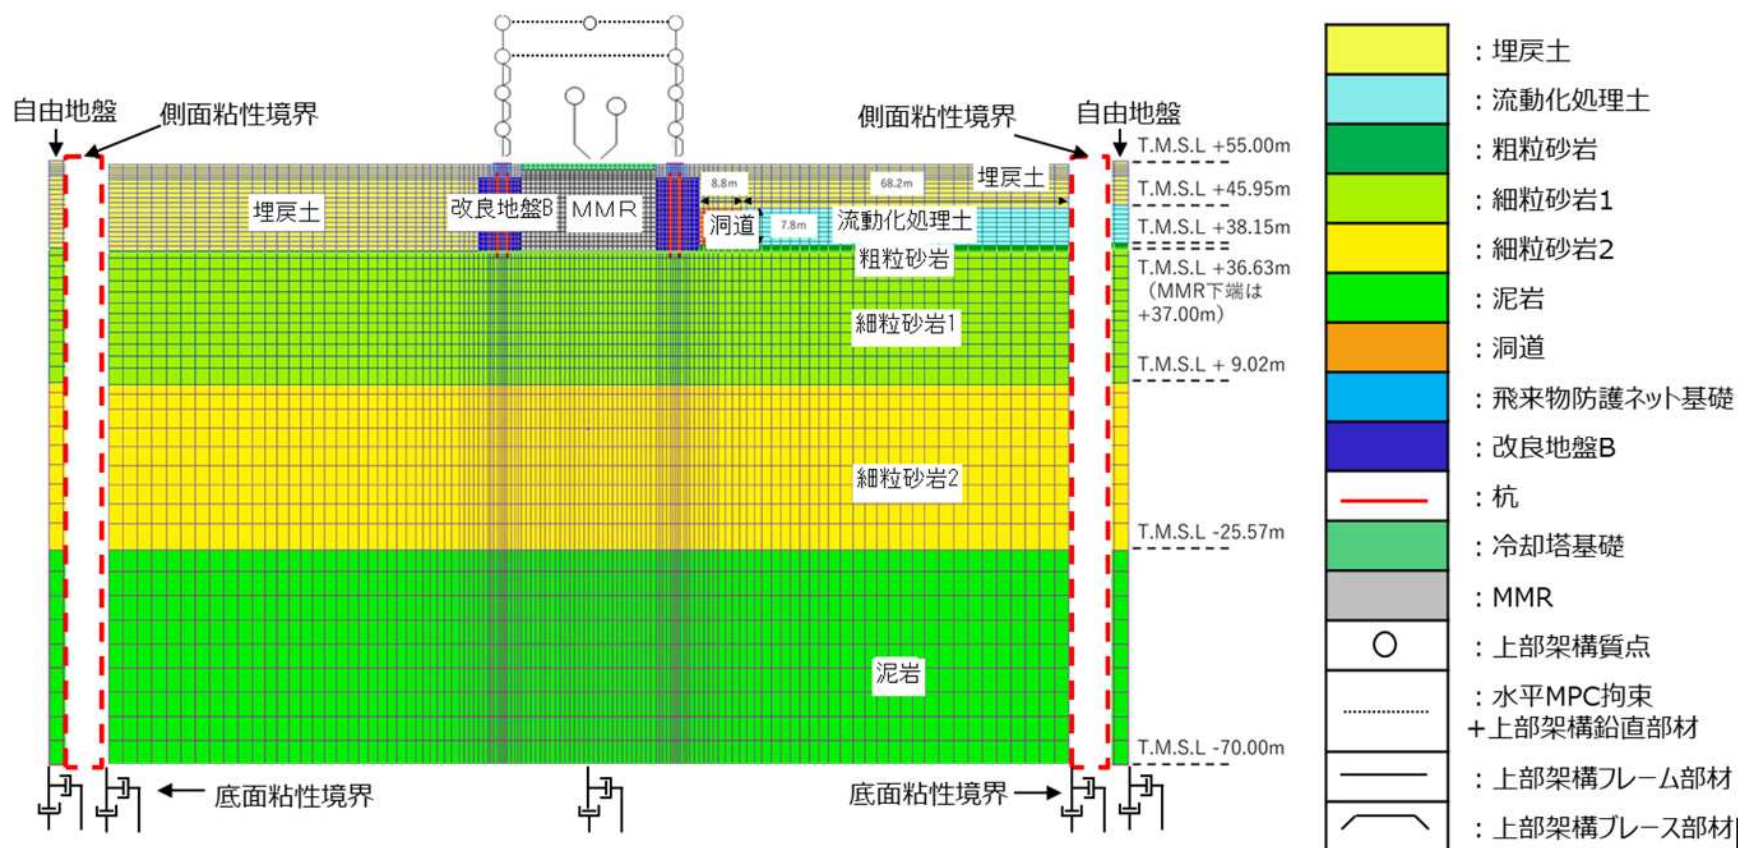 自由地盤
側面粘性境界
側面粘性境界
自由地盤
T.M.S.L +55.00m
8.8m
68.2m
埋戻土
T.M.S.L +45.95m
埋戻土
改良地盤B
MMR
洞道
7.8m
流動化処理土
T.M.S.L +38.15m
粗粒砂岩
T.M.S.L +36.63m
（MMR下端は
+37.00m）
細粒砂岩1
T.M.S.L + 9.02m
細粒砂岩2
T.M.S.L -25.57m
泥岩
T.M.S.L -70.00m
底面粘性境界
底面粘性境界
：埋戻土
：流動化処理土
：粗粒砂岩
：細粒砂岩1
：細粒砂岩2
：泥岩
：洞道
：飛来物防護ネット基礎
：改良地盤B
：杭
：冷却塔基礎
：MMR
：上部架構質点
：水平MPC拘束
+上部架構鉛直部材
：上部架構フレーム部材
：上部架構ブレース部材